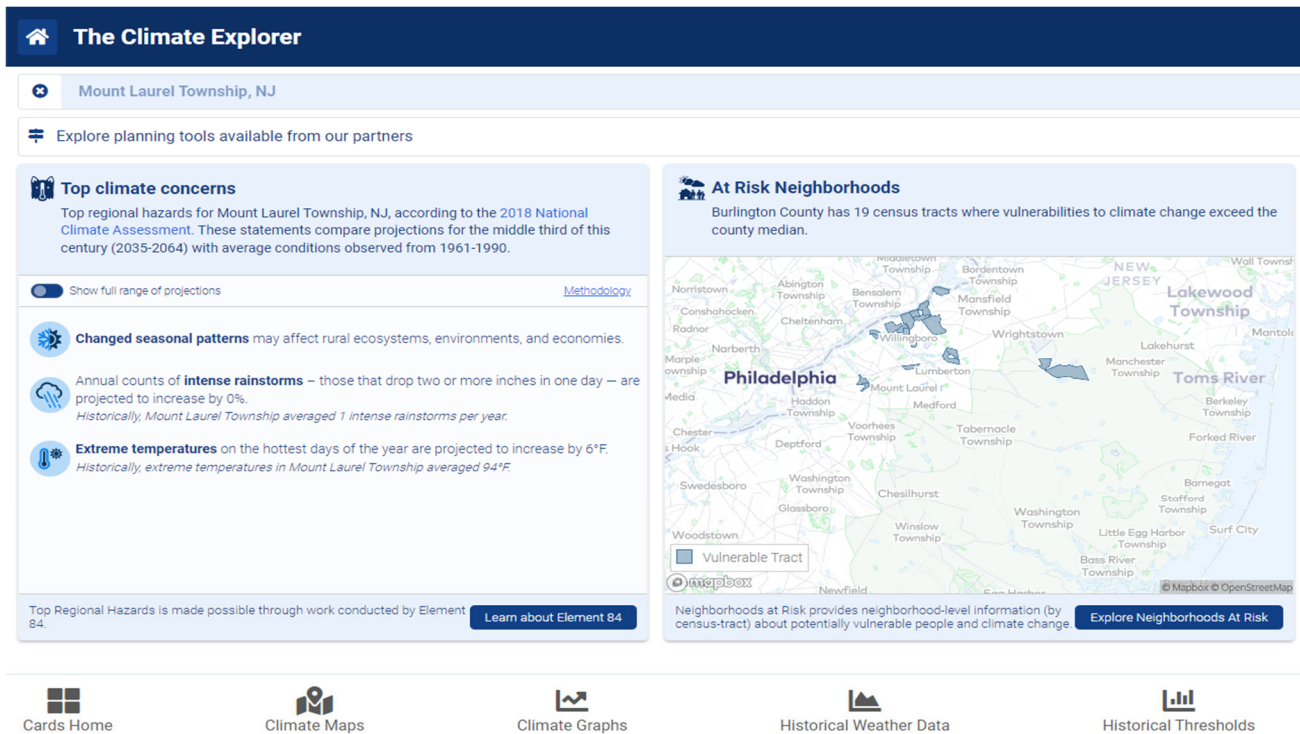 The Climate Explorer
Mount Laurel Township, NJ
Explore planning tools available from our partners
Top climate concerns
Top regional hazards for Mount Laurel Township, NJ, according to the 2018 National
Climate Assessment. These statements compare projections for the middle third of this
century (2035-2064) with average conditions observed from 1961-1990.
Show full range of projections
Methodology
Changed seasonal patterns may affect rural ecosystems, environments, and economies.
Annual counts of intense rainstorms – those that drop two or more inches in one day — are
projected to increase by 0%.
Historically, Mount Laurel Township averaged 1 intense rainstorms per year.
Extreme temperatures on the hottest days of the year are projected to increase by 6°F.
Historically, extreme temperatures in Mount Laurel Township averaged 94°F.
Top Regional Hazards is made possible through work conducted by Element
84.
Learn about Element 84
At Risk Neighborhoods
Burlington County has 19 census tracts where vulnerabilities to climate change exceed the
county median.
Middletown
Township
Bordentown
Township
NEW
JERSEY
Wall Townsh
Norristown
Abington
Township
Bensalem
Township
Mansfield
Township
Lakewood
Township
Conshohocken
Cheltenham
Radnor
Willingboro
Wrightstown
Mantol
Narberth
Lakehurst
Marple
ownship
Philadelphia
Lumberton
Manchester
Township
Toms River
Media
Mount Laurel
Haddon
Township
Medford
Berkeley
Township
Chester
s Hook
Deptford
Voorhees
Township
Tabernacle
Township
Forked River
Swedesboro
Washington
Township
Chesilhurst
Barnegat
Stafford
Township
Glassboro
Washington
Township
Winslow
Township
Little Egg Harbor
Township
Surf City
Woodstown
Bass River
Township
Vulnerable Tract
mapbox
Newfield
Egg Harbor
© Mapbox © OpenStreetMap
Neighborhoods at Risk provides neighborhood-level information (by
census-tract) about potentially vulnerable people and climate change.
Explore Neighborhoods At Risk
Cards Home
Climate Maps
Climate Graphs
Historical Weather Data
Historical Thresholds